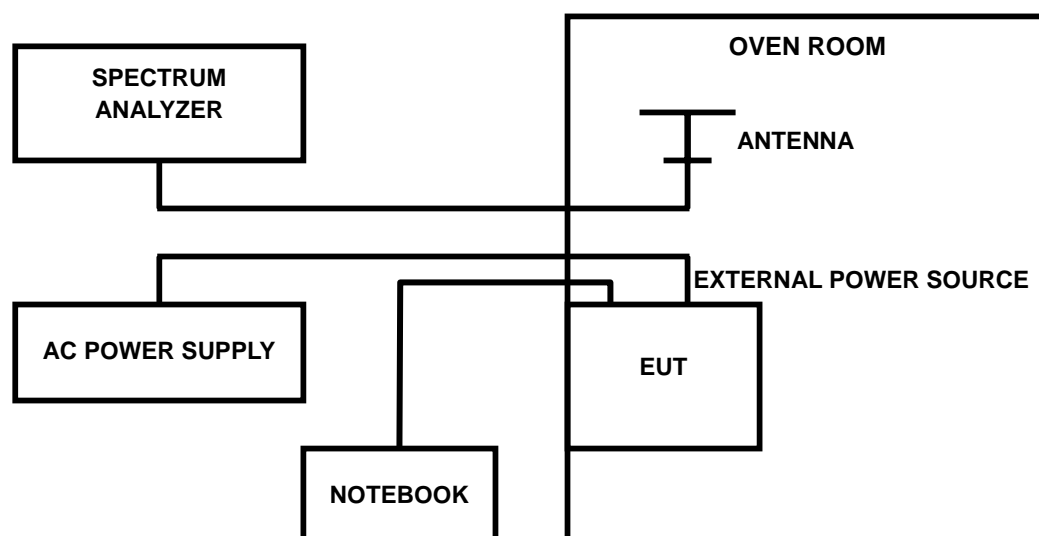 OVEN ROOM
SPECTRUM
ANALYZER
ANTENNA
EXTERNAL POWER SOURCE
AC POWER SUPPLY
EUT
NOTEBOOK